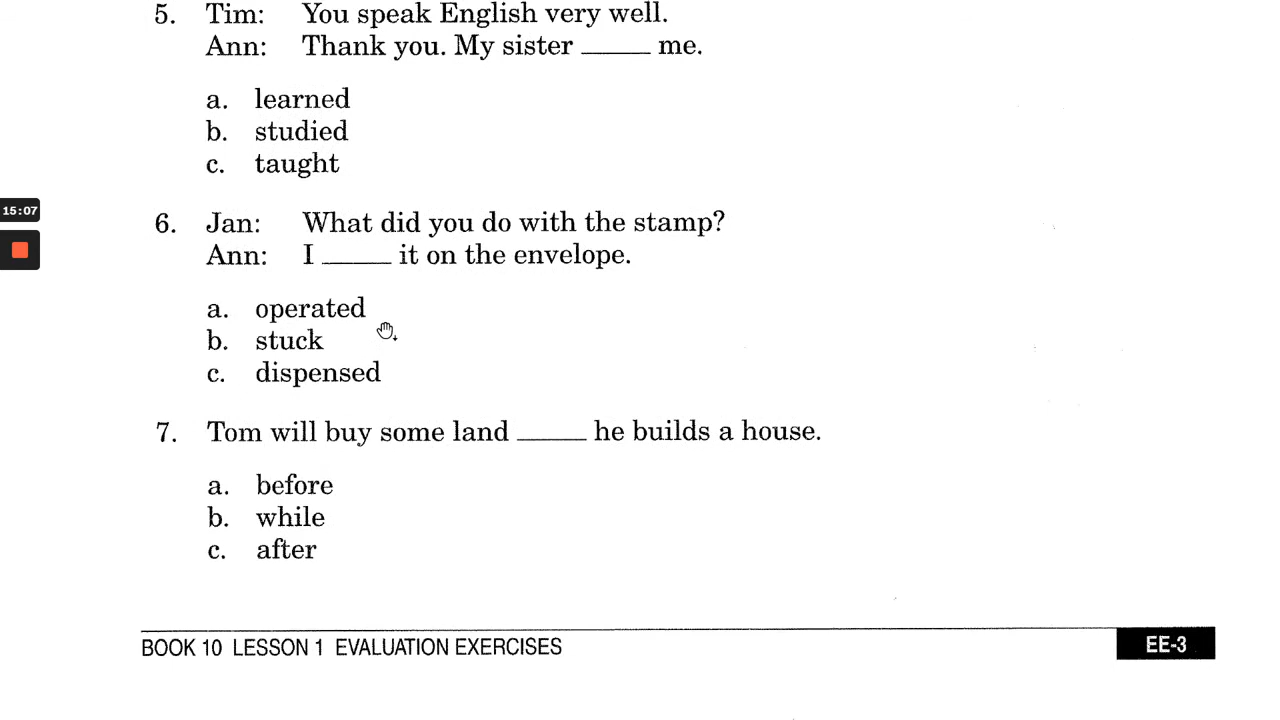 5. Tim: You speak English very well.
Ann: Thank you. My sister _____ me.
a. learned
b. studied
c. taught
15:07
6. Jan: What did you do with the stamp?
Ann: I _____ it on the envelope.
a. operated
b. stuck
c. dispensed
7. Tom will buy some land _____ he builds a house.
a. before
b. while
c. after
BOOK 10 LESSON 1 EVALUATION EXERCISES
EE-3